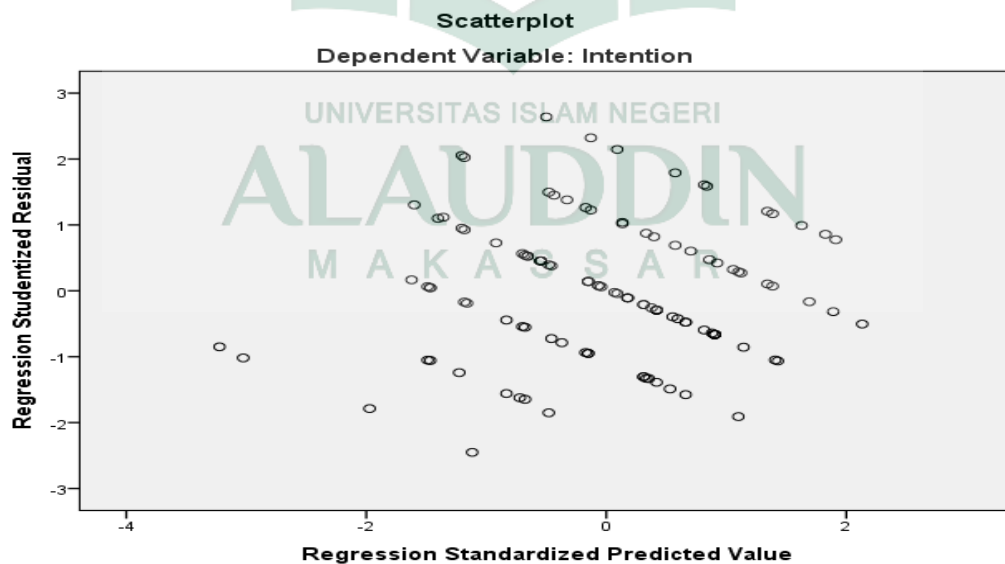 Scatterplot
Dependent Variable: Intention
UNIVERSITAS ISLAM NEGERI
ALAUDDIN
MAKASSAR
Regression Studentized Residual
3
2
1
0
-1
-2
-3
-4
-2
0
2
Regression Standardized Predicted Value